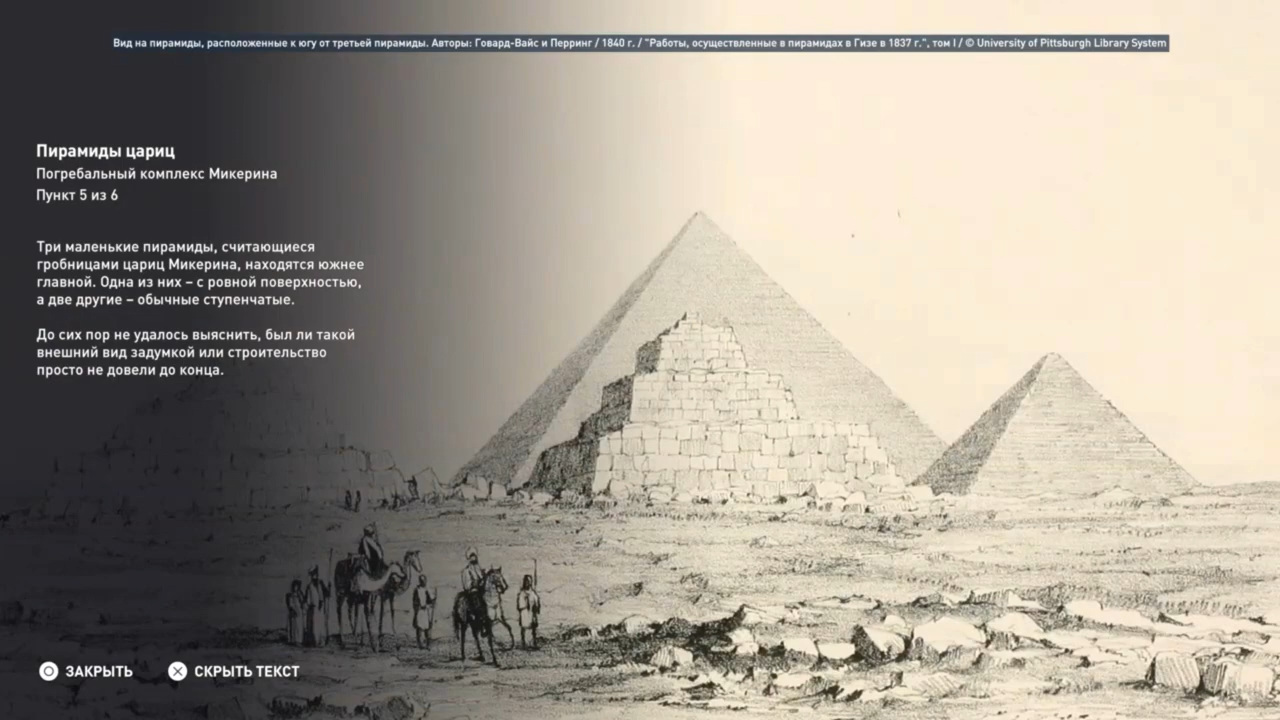 Вид на пирамиды, расположенные к югу от третьей пирамиды. Авторы: Говард-Вайс и Перринг / 1840 г. / "Работы, осуществленные в пирамидах в Гизе в 1837 г.", том I / © University of Pittsburgh Library System
Пирамиды цариц
Погребальный комплекс Микерина
Пункт 5 из 6
Три маленькие пирамиды, считающиеся
гробницами цариц Микерина, находятся южнее
главной. Одна из них – с ровной поверхностью,
а две другие – обычные ступенчатые.
До сих пор не удалось выяснить, был ли такой
внешний вид задумкой или строительство
просто не довели до конца.
ЗАКРЫТЬ
СКРЫТЬ ТЕКСТ